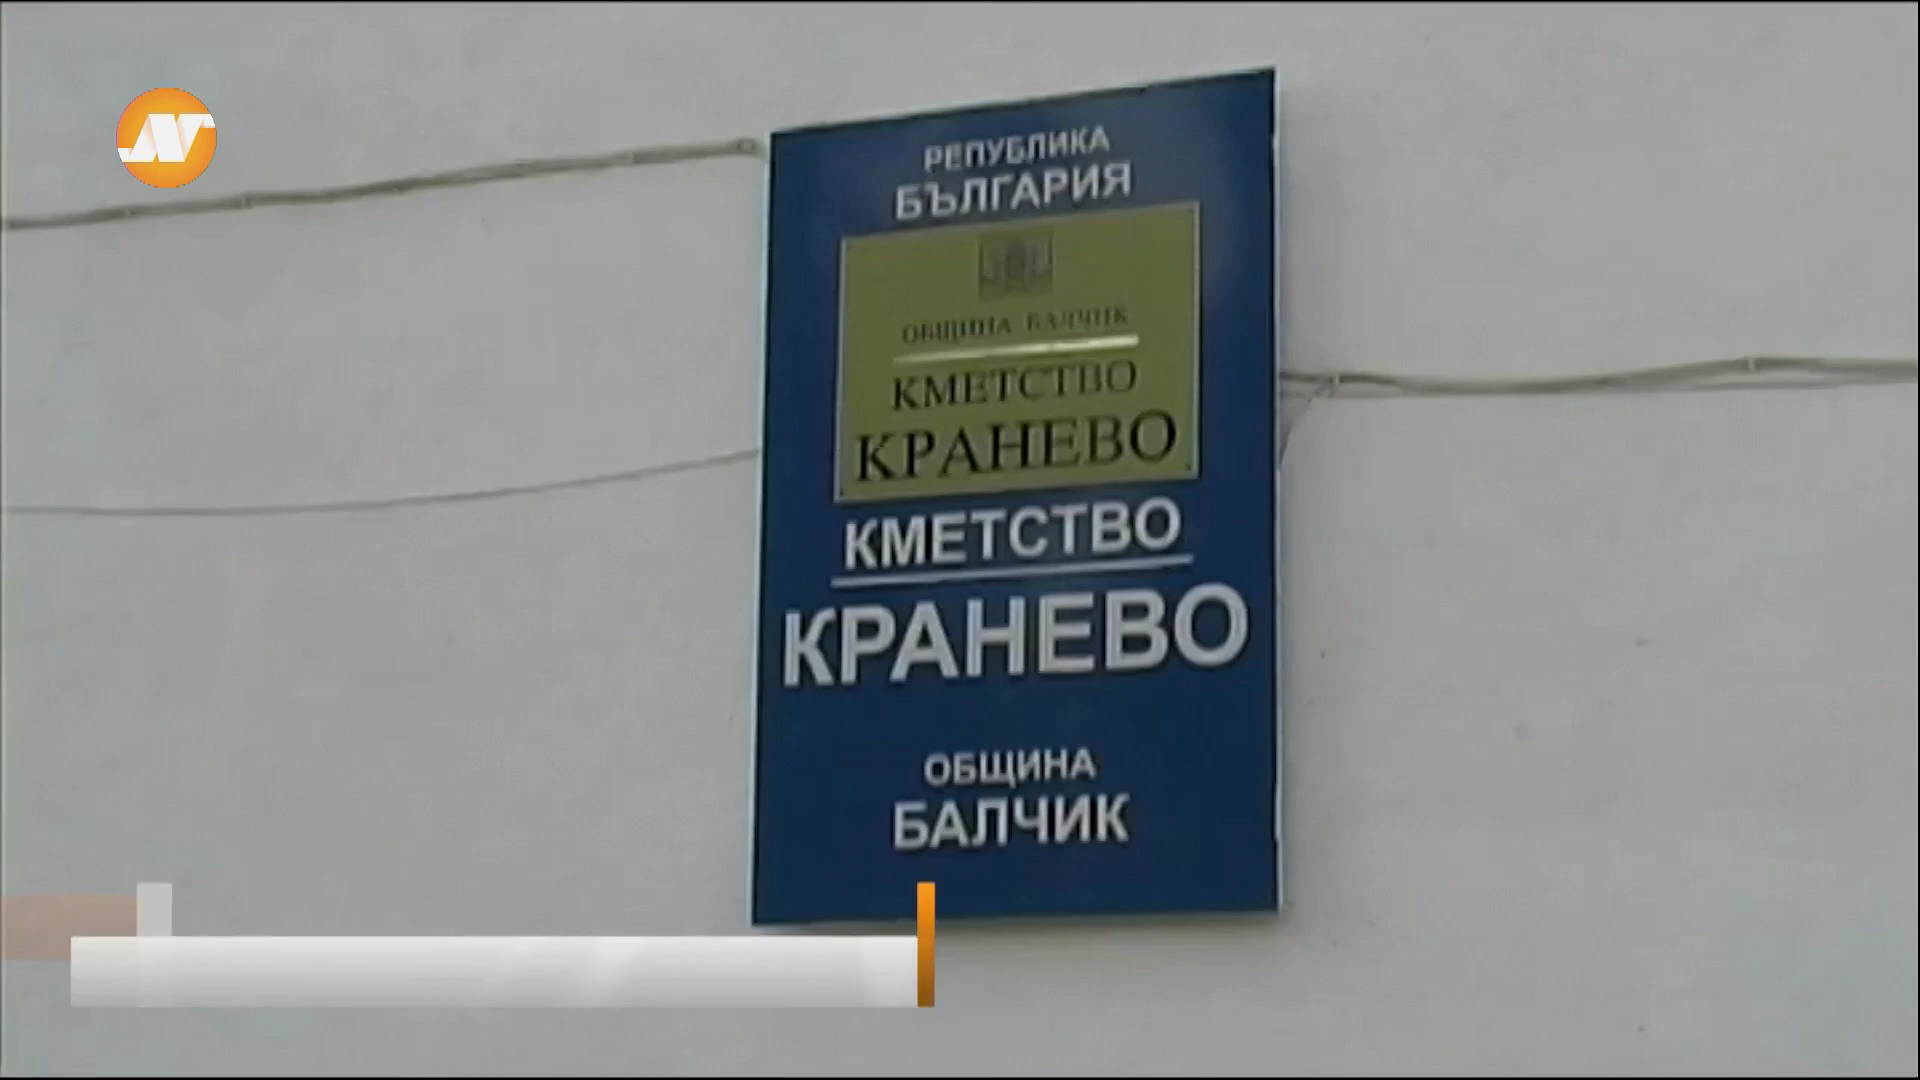 РЕПУБЛИКА
БЪЛГАРИЯ
ОБЩИНА БАЛЧИК
КМЕТСТВО
КРАНЕВО
КМЕТСТВО
КРАНЕВО
ОБЩИНА
БАЛЧИК